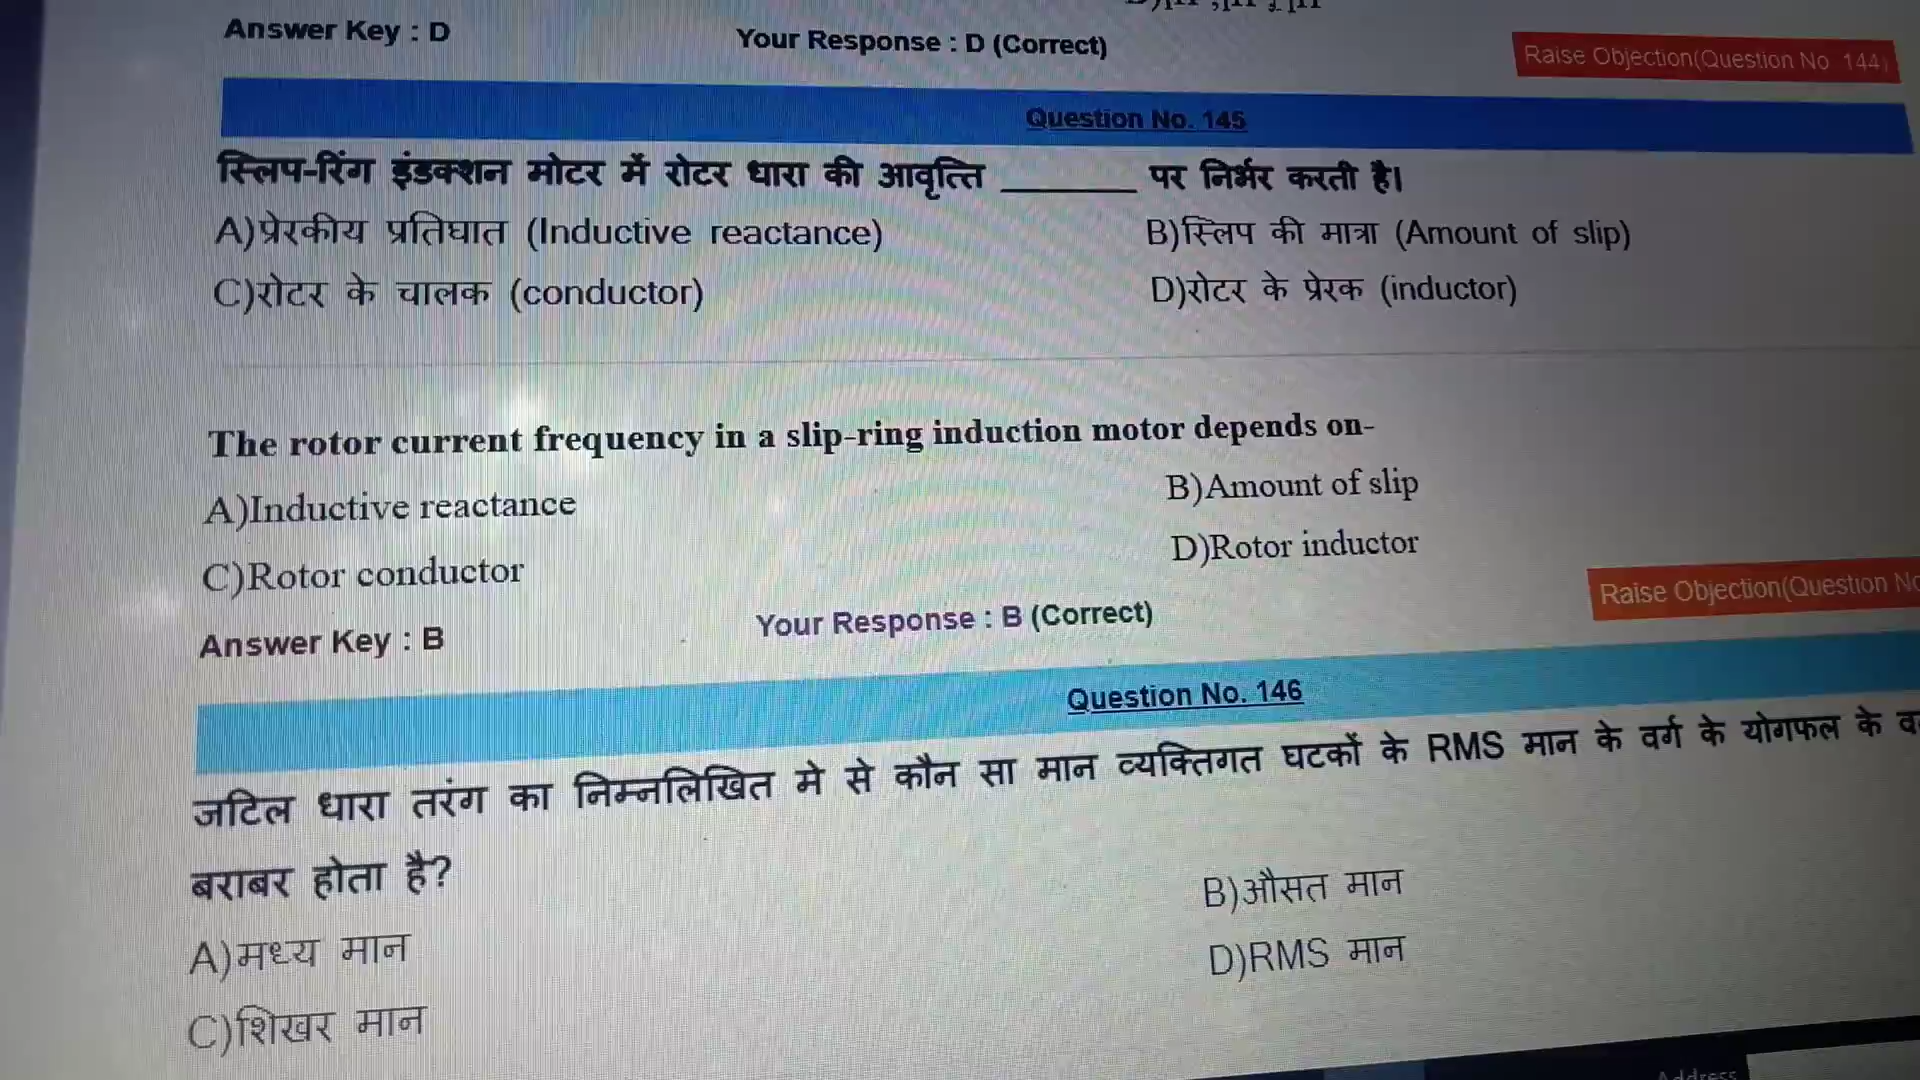 Answer Key : D
Your Response : D (Correct)
Raise Objection(Question No 144)
Question No. 145
स्लिप-रिंग इंडक्शन मोटर में रोटर धारा की आवृत्ति ________ पर निर्भर करती है।
A)प्रेरकीय प्रतिघात (Inductive reactance)
B)स्लिप की मात्रा (Amount of slip)
C)रोटर के चालक (conductor)
D)रोटर के प्रेरक (inductor)
The rotor current frequency in a slip-ring induction motor depends on-
A)Inductive reactance
B)Amount of slip
C)Rotor conductor
D)Rotor inductor
Answer Key : B
Your Response : B (Correct)
Raise Objection(Question No
Question No. 146
जटिल धारा तरंग का निम्नलिखित मे से कौन सा मान व्यक्तिगत घटकों के RMS मान के वर्ग के योगफल के
बराबर होता है?
A)मध्य मान
B)औसत मान
C)शिखर मान
D)RMS मान